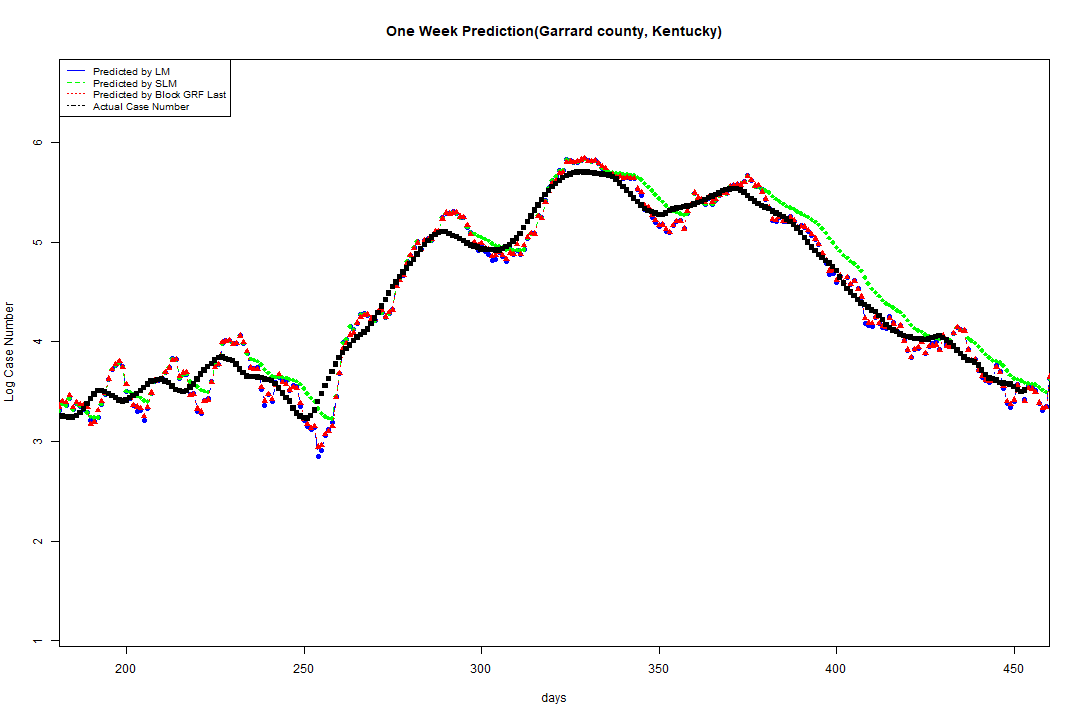 One Week Prediction(Garrard county, Kentucky)
Predicted by LM
Predicted by SLM
Predicted by Block GRF Last
Actual Case Number
6
5
4
3
2
1
Log Case Number
200 250 300 350 400 450
days